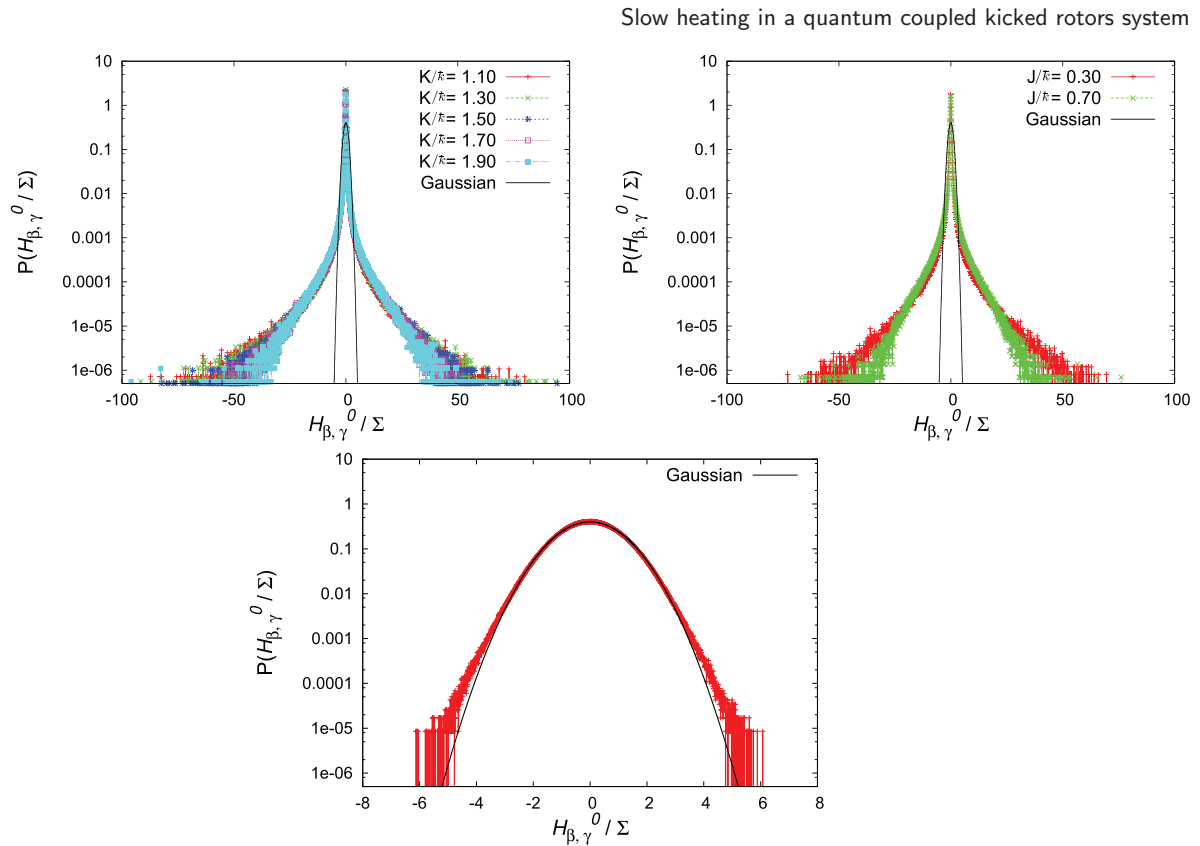 Slow heating in a quantum coupled kicked rotors system
10
1
0.1
0.01
0.001
0.0001
1e-05
1e-06
P(H_{β, γ}^0 / Σ)
K/ℏ= 1.10
K/ℏ= 1.30
K/ℏ= 1.50
K/ℏ= 1.70
K/ℏ= 1.90
Gaussian
-100
-50
0
50
100
H_{β, γ}^0 / Σ
10
1
0.1
0.01
0.001
0.0001
1e-05
1e-06
P(H_{β, γ}^0 / Σ)
J/ℏ= 0.30
J/ℏ= 0.70
Gaussian
-100
-50
0
50
100
H_{β, γ}^0 / Σ
10
1
0.1
0.01
0.001
0.0001
1e-05
1e-06
P(H_{β, γ}^0 / Σ)
Gaussian
-8
-6
-4
-2
0
2
4
6
8
H_{β, γ}^0 / Σ